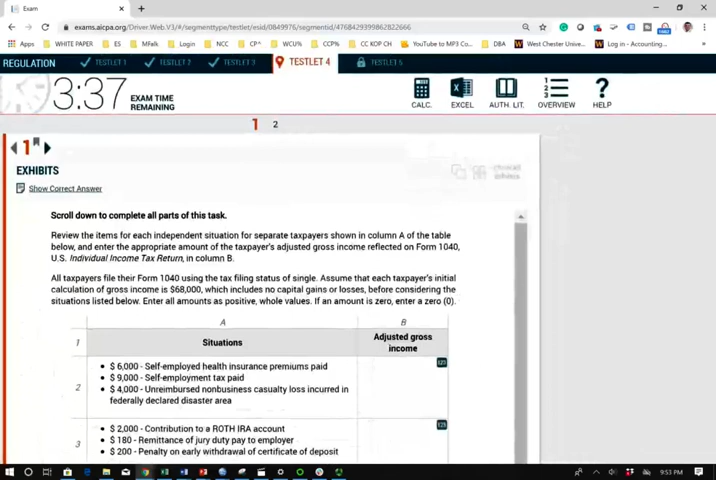 Exam
exams.aicpa.org/Driver.Web.V3/#/segmenttype/testlet/esid/0849976/segmentid/4768429399862822666
Apps WHITE PAPER ES MFalk Login NCC CP^ WCU% CCP% CC KOP CH YouTube to MP3 Co... DBA West Chester Unive... Log in - Accounting...
REGULATION TESTLET 1 TESTLET 2 TESTLET 3 TESTLET 4 TESTLET 5
3:37 EXAM TIME REMAINING
CALC. EXCEL AUTH. LIT. OVERVIEW HELP
1 2
1
EXHIBITS
Show Correct Answer
Scroll down to complete all parts of this task.
Review the items for each independent situation for separate taxpayers shown in column A of the table
below, and enter the appropriate amount of the taxpayer's adjusted gross income reflected on Form 1040,
U.S. Individual Income Tax Return, in column B.
All taxpayers file their Form 1040 using the tax filing status of single. Assume that each taxpayer's initial
calculation of gross income is $68,000, which includes no capital gains or losses, before considering the
situations listed below. Enter all amounts as positive, whole values. If an amount is zero, enter a zero (0).
A B
1 Situations Adjusted gross income
2
• $ 6,000 - Self-employed health insurance premiums paid
• $ 9,000 - Self-employment tax paid
• $ 4,000 - Unreimbursed nonbusiness casualty loss incurred in
federally declared disaster area
123
3
• $ 2,000 - Contribution to a ROTH IRA account
• $ 180 - Remittance of jury duty pay to employer
• $ 200 - Penalty on early withdrawal of certificate of deposit
123
9:53 PM